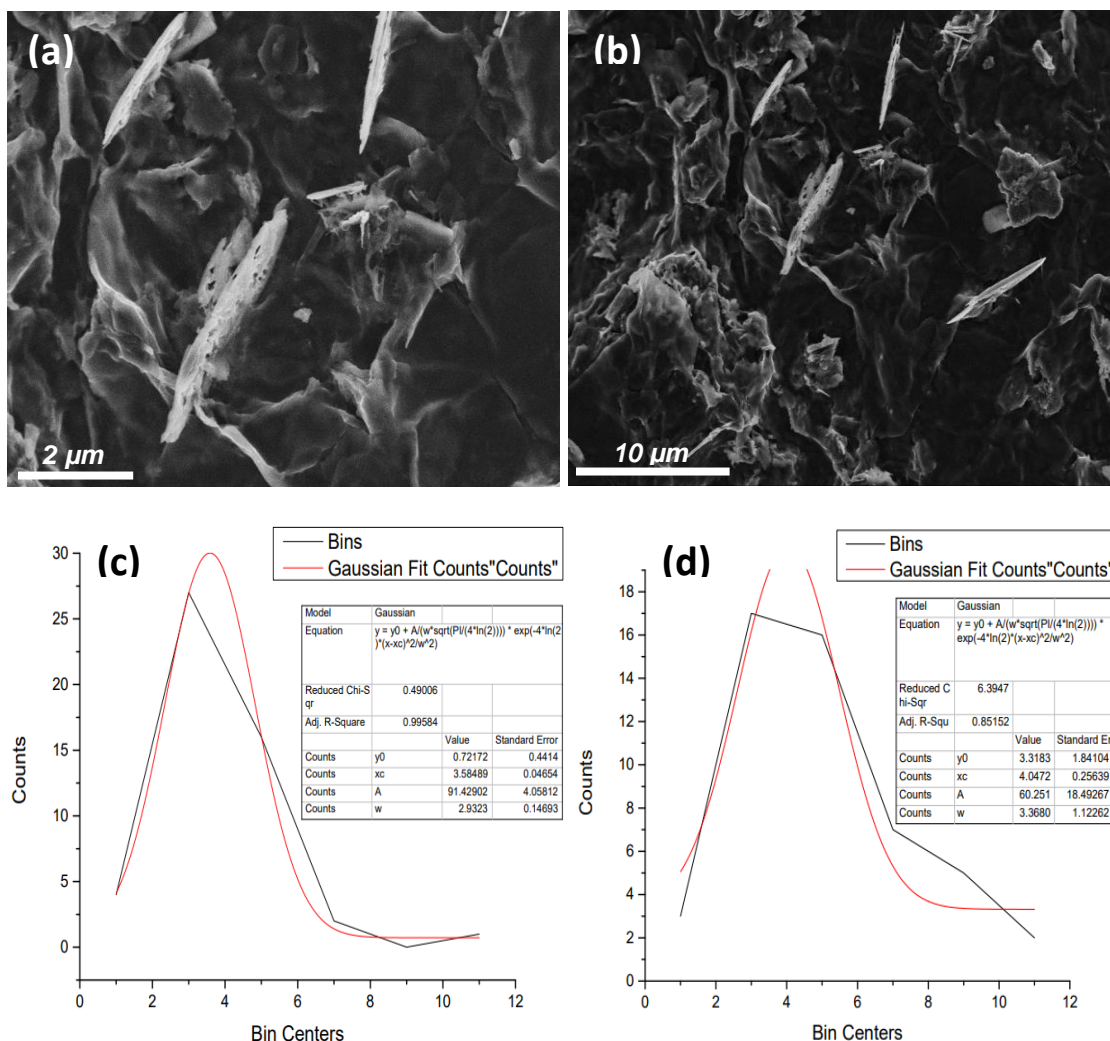 (a)
2 µm
(b)
10 µm
(c)
Bins
Gaussian Fit Counts"Counts"
Model Gaussian
Equation y = y0 + A/(w*sqrt(PI/(4*ln(2)))) * exp(-4*ln(2
)*(x-xc)^2/w^2)
Reduced Chi-S
qr
0.49006
Adj. R-Square 0.99584
Value Standard Error
Counts y0 0.72172 0.4414
Counts xc 3.58489 0.04654
Counts A 91.42902 4.05812
Counts w 2.9323 0.14693
30
25
20
15
10
5
0
Counts
0 2 4 6 8 10 12
Bin Centers
(d)
Bins
Gaussian Fit Counts"Counts"
Model Gaussian
Equation y = y0 + A/(w*sqrt(PI/(4*ln(2)))) *
exp(-4*ln(2)*(x-xc)^2/w^2)
Reduced C
hi-Sqr
6.3947
Adj. R-Squ 0.85152
Value Standard Err
Counts y0 3.3183 1.84104
Counts xc 4.0472 0.25639
Counts A 60.251 18.49267
Counts w 3.3680 1.12262
18
16
14
12
10
8
6
4
2
0
Counts
0 2 4 6 8 10 12
Bin Centers